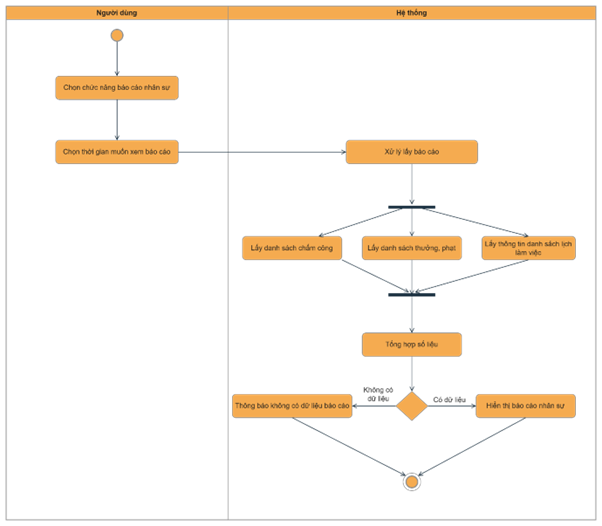 Người dùng
Hệ thống
Chọn chức năng báo cáo nhân sự
Chọn thời gian muốn xem báo cáo
Xử lý lấy báo cáo
Lấy danh sách chấm công
Lấy danh sách thưởng, phạt
Lấy thông tin danh sách lịch
làm việc
Tổng hợp số liệu
Không có
dữ liệu
Có dữ liệu
Thông báo không có dữ liệu báo cáo
Hiển thị báo cáo nhân sự